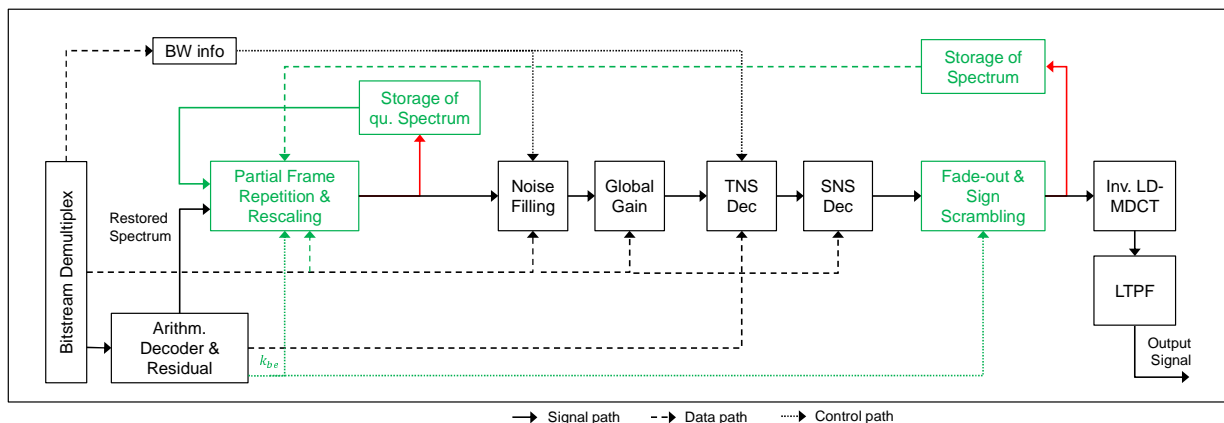 BW info
Storage of
Spectrum
Storage of
qu. Spectrum
Bitstream Demultiplex
Partial Frame
Repetition &
Rescaling
Noise
Filling
Global
Gain
TNS
Dec
SNS
Dec
Fade-out &
Sign
Scrambling
Inv. LD-
MDCT
Restored
Spectrum
LTPF
Arithm.
Decoder &
Residual
k_be
Output
Signal
Signal path
Data path
Control path